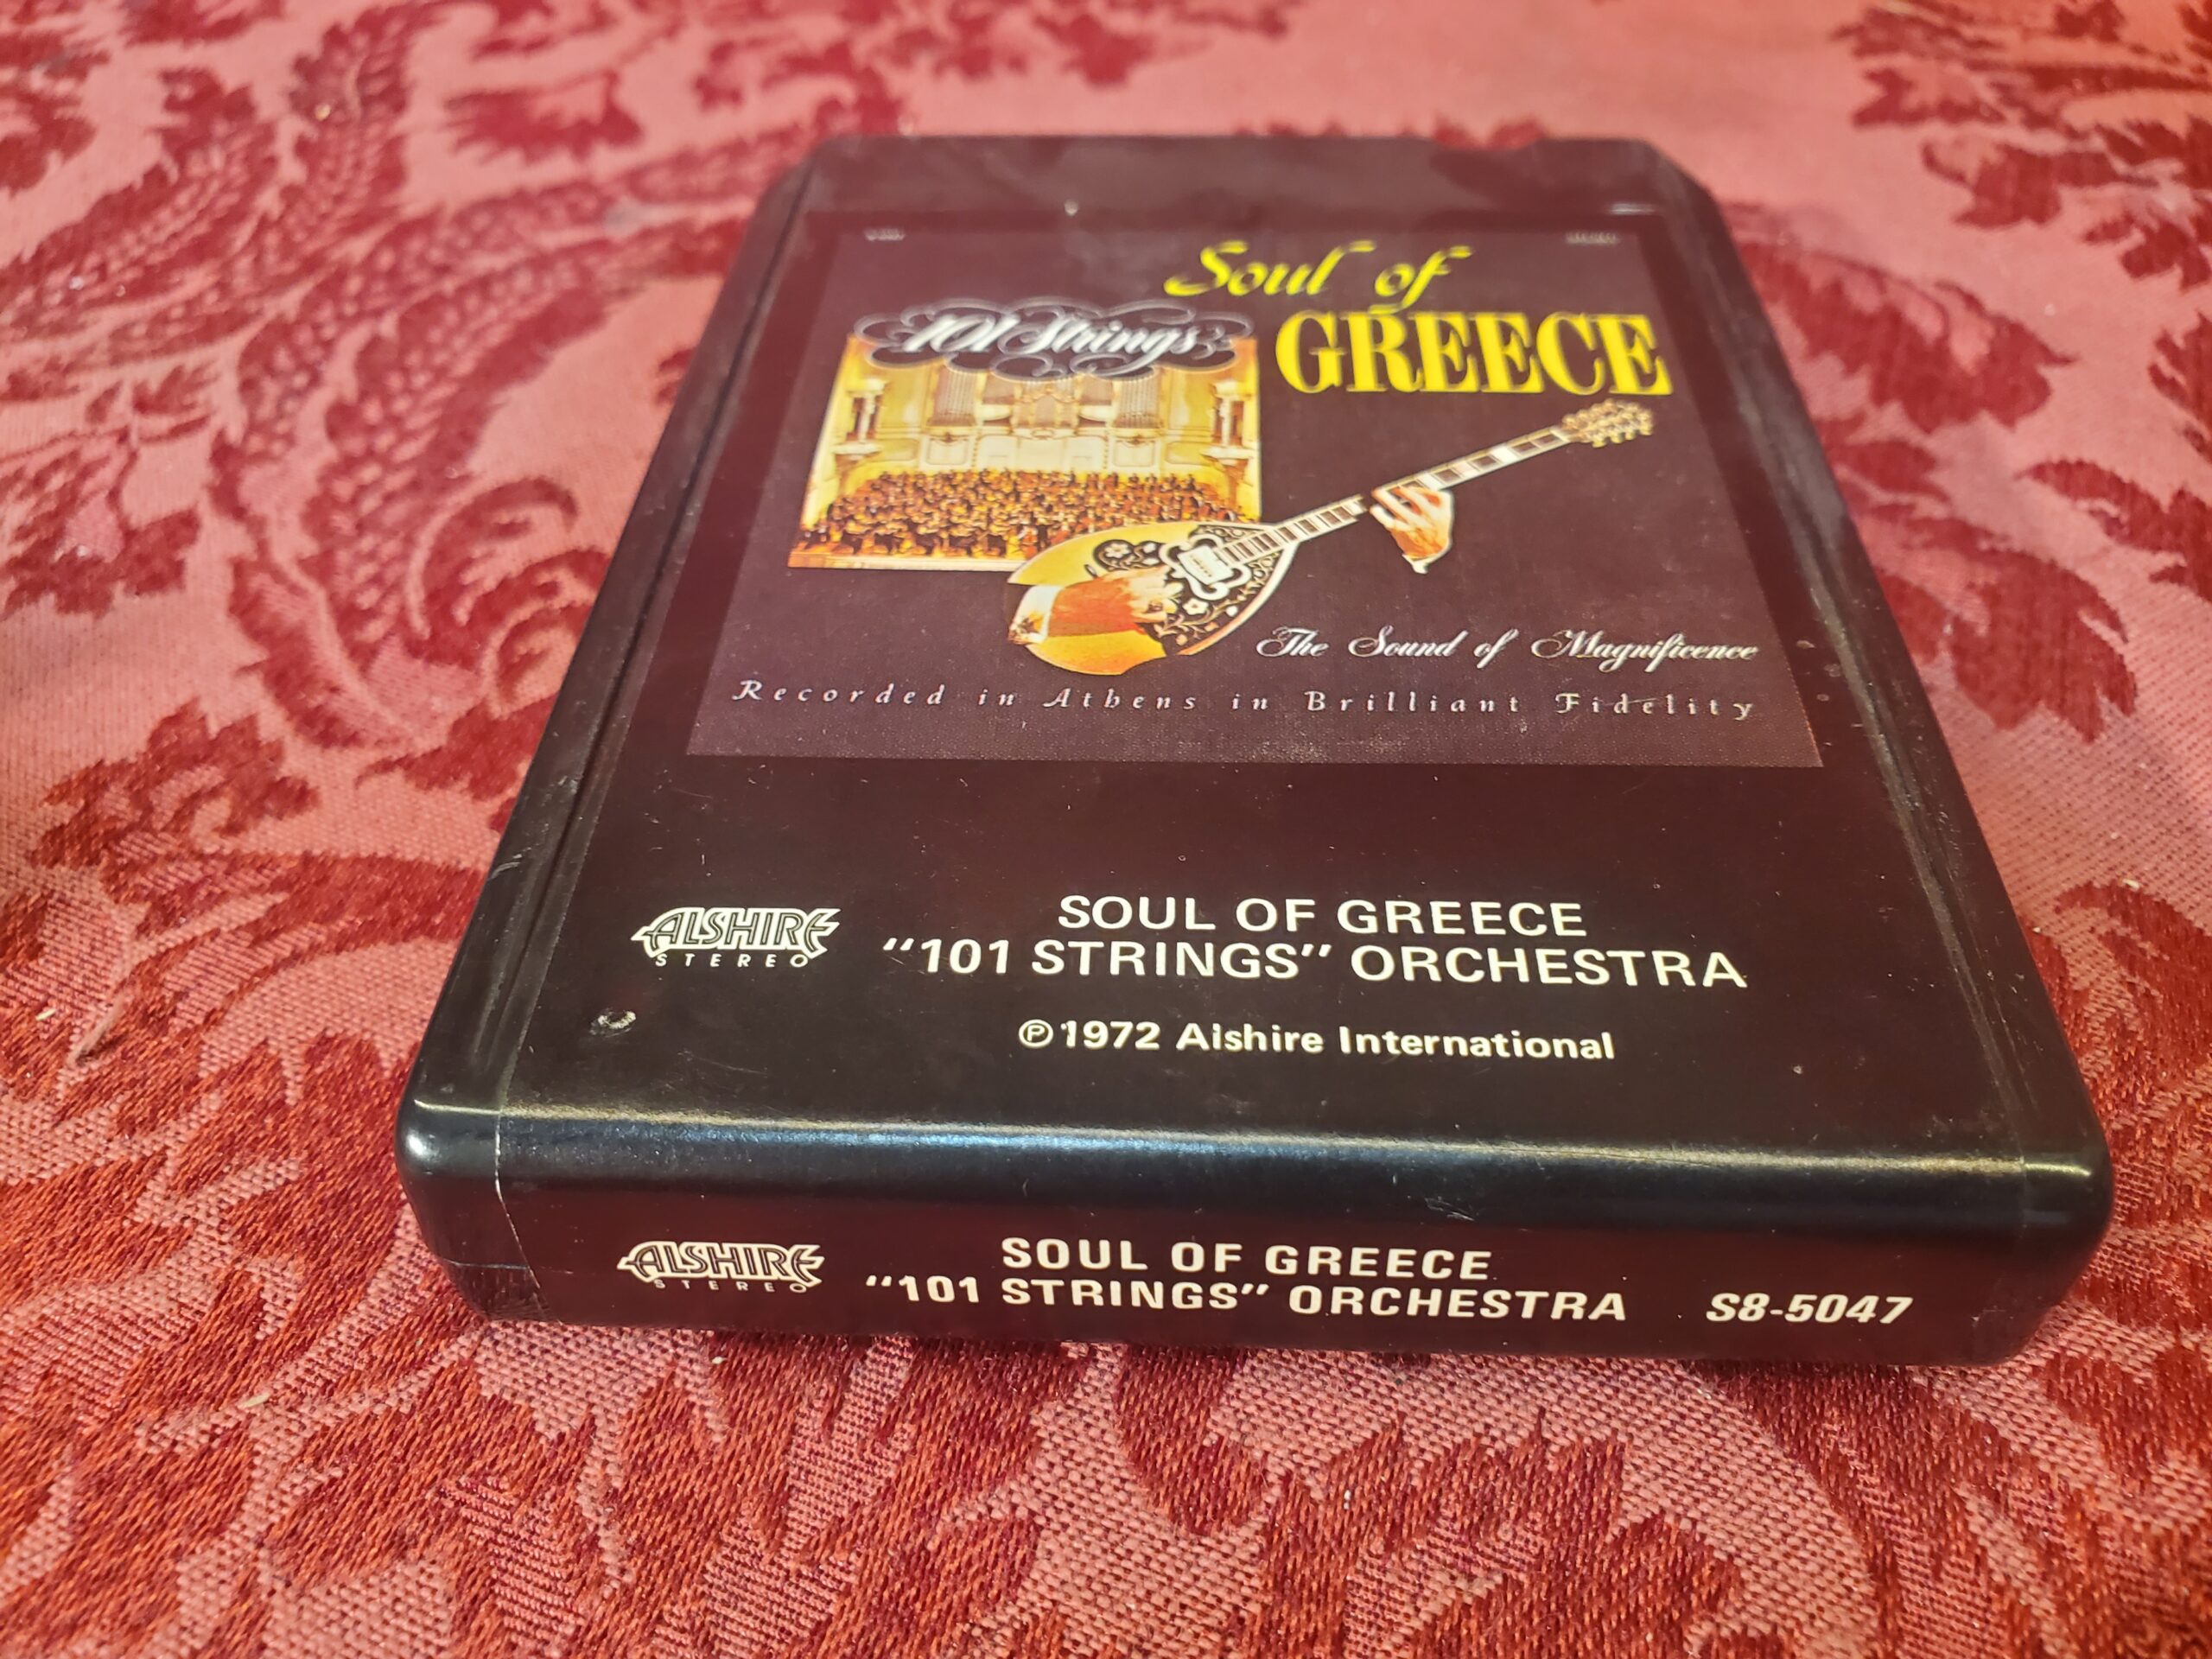 Soul of
GREECE
101 Strings
The Sound of Magnificence
Recorded in Athens in Brilliant Fidelity
ALSHIRE
STEREO
SOUL OF GREECE
"101 STRINGS" ORCHESTRA
℗1972 Alshire International
ALSHIRE
STEREO
SOUL OF GREECE
"101 STRINGS" ORCHESTRA
S8-5047